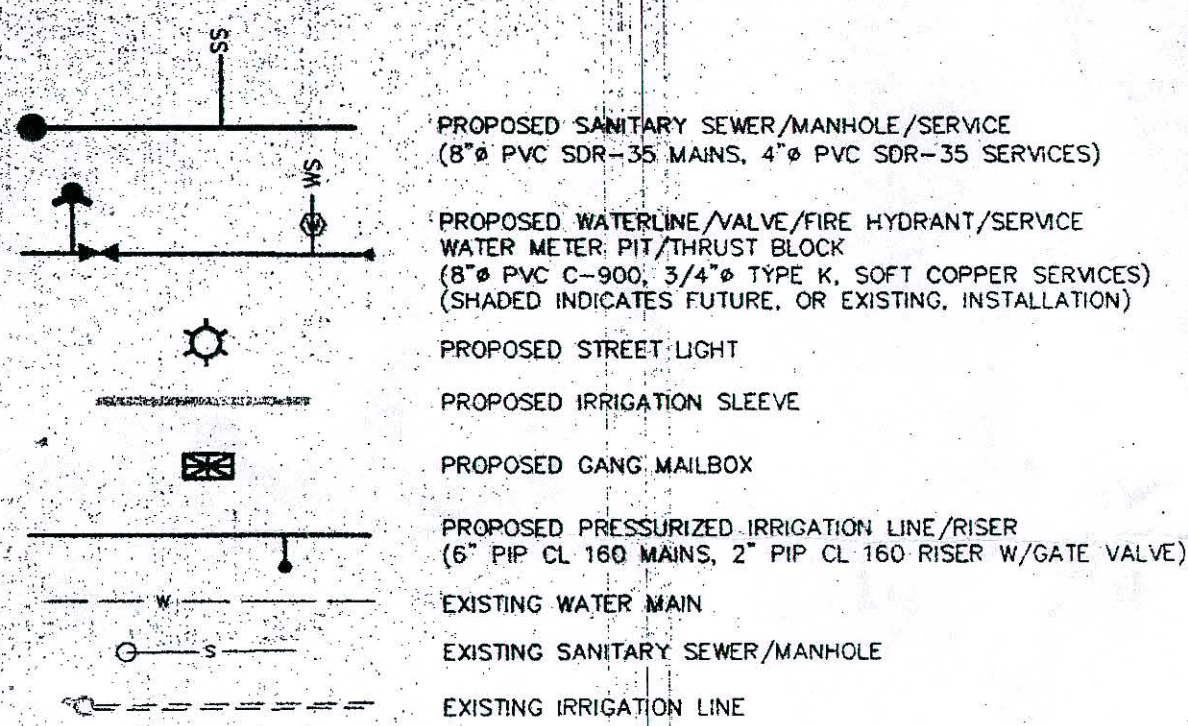 SS
PROPOSED SANITARY SEWER/MANHOLE/SERVICE
(8"ø PVC SDR-35 MAINS, 4"ø PVC SDR-35 SERVICES)
WS
W
PROPOSED WATERLINE/VALVE/FIRE HYDRANT/SERVICE
WATER METER PIT/THRUST BLOCK
(8"ø PVC C-900, 3/4"ø TYPE K, SOFT COPPER SERVICES)
(SHADED INDICATES FUTURE, OR EXISTING, INSTALLATION)
PROPOSED STREET LIGHT
PROPOSED IRRIGATION SLEEVE
PROPOSED GANG MAILBOX
PROPOSED PRESSURIZED IRRIGATION LINE/RISER
(6" PIP CL 160 MAINS, 2" PIP CL 160 RISER W/GATE VALVE)
W
EXISTING WATER MAIN
S
EXISTING SANITARY SEWER/MANHOLE
EXISTING IRRIGATION LINE